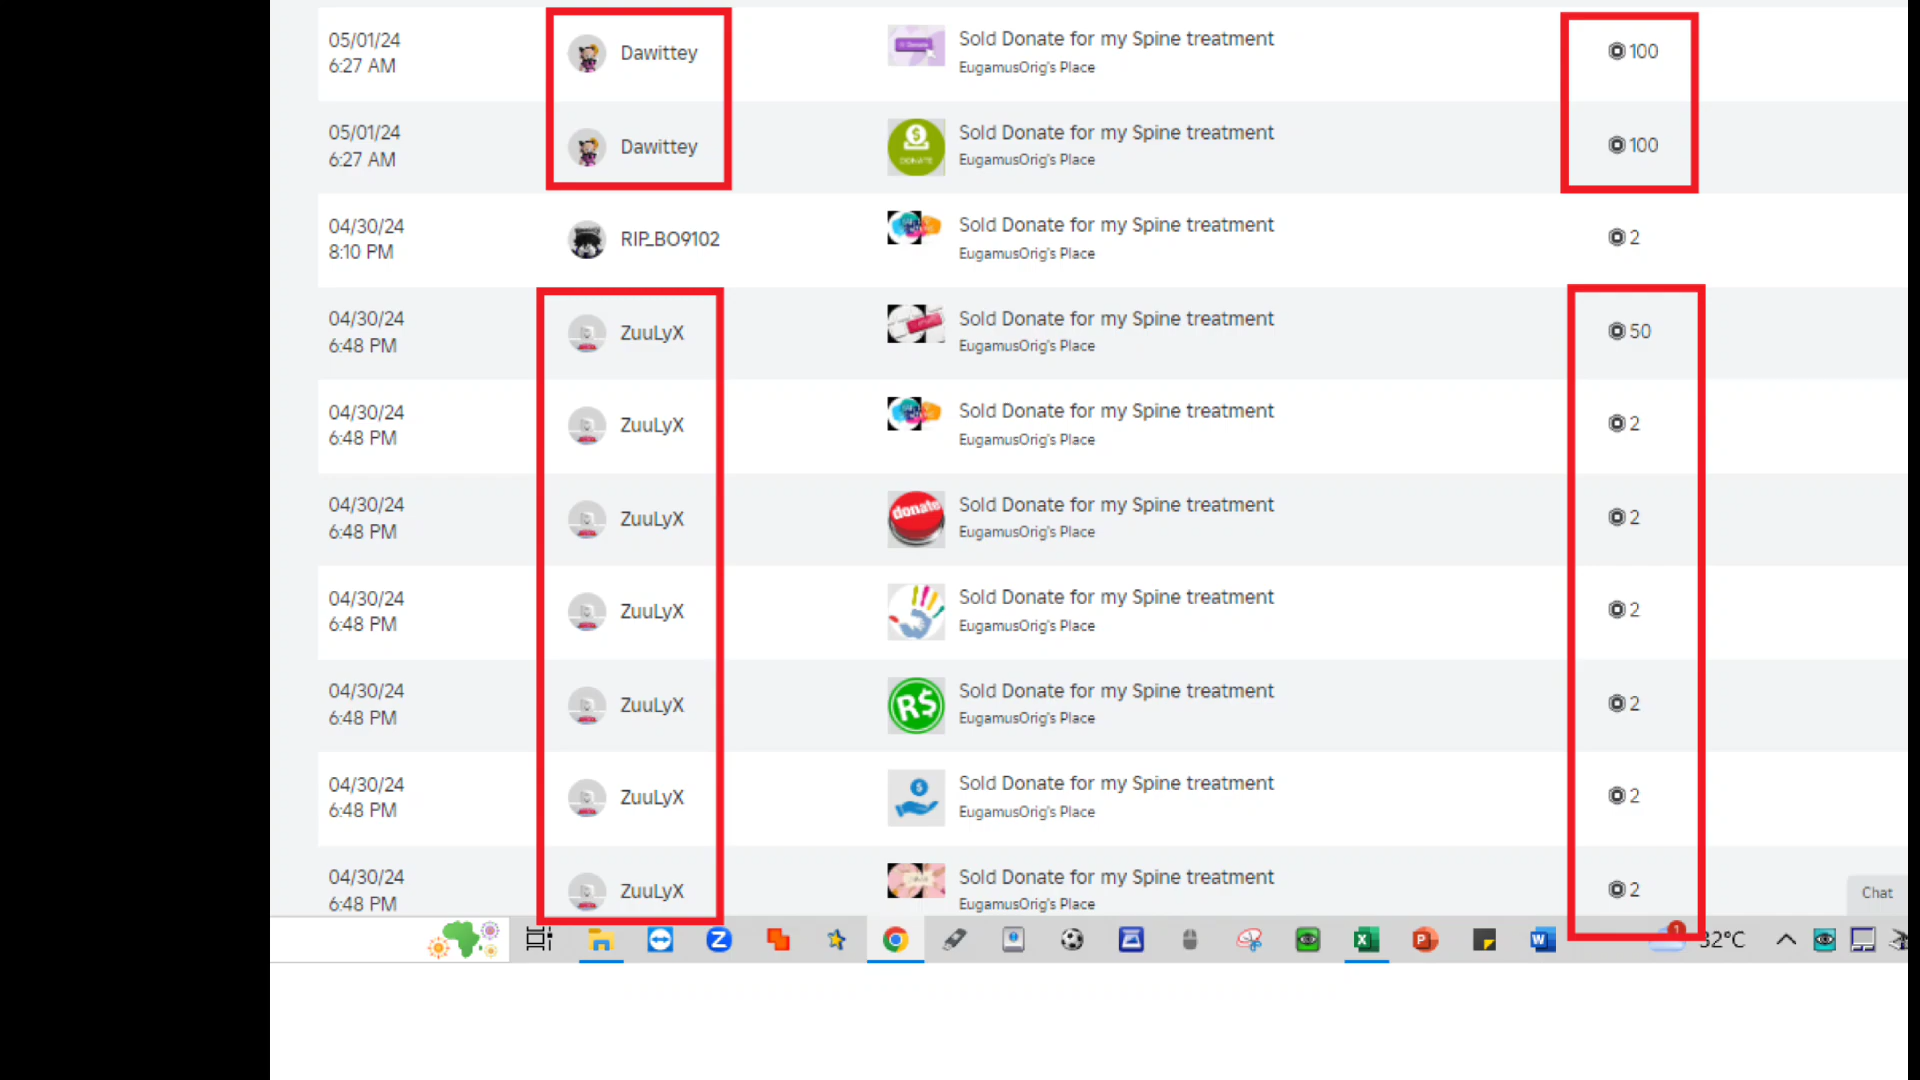 05/01/24
6:27 AM
Dawittey
Donate
Sold Donate for my Spine treatment
EugamusOrig's Place
100
05/01/24
6:27 AM
Dawittey
$
DONATE
Sold Donate for my Spine treatment
EugamusOrig's Place
100
04/30/24
8:10 PM
RIP_BO9102
Sold Donate for my Spine treatment
EugamusOrig's Place
2
04/30/24
6:48 PM
ZuuLyX
Sold Donate for my Spine treatment
EugamusOrig's Place
50
04/30/24
6:48 PM
ZuuLyX
Sold Donate for my Spine treatment
EugamusOrig's Place
2
04/30/24
6:48 PM
ZuuLyX
donate
Sold Donate for my Spine treatment
EugamusOrig's Place
2
04/30/24
6:48 PM
ZuuLyX
Sold Donate for my Spine treatment
EugamusOrig's Place
2
04/30/24
6:48 PM
ZuuLyX
R$
Sold Donate for my Spine treatment
EugamusOrig's Place
2
04/30/24
6:48 PM
ZuuLyX
$
Sold Donate for my Spine treatment
EugamusOrig's Place
2
04/30/24
6:48 PM
ZuuLyX
Sold Donate for my Spine treatment
EugamusOrig's Place
2
Chat
Z
X
P
W
1
32°C